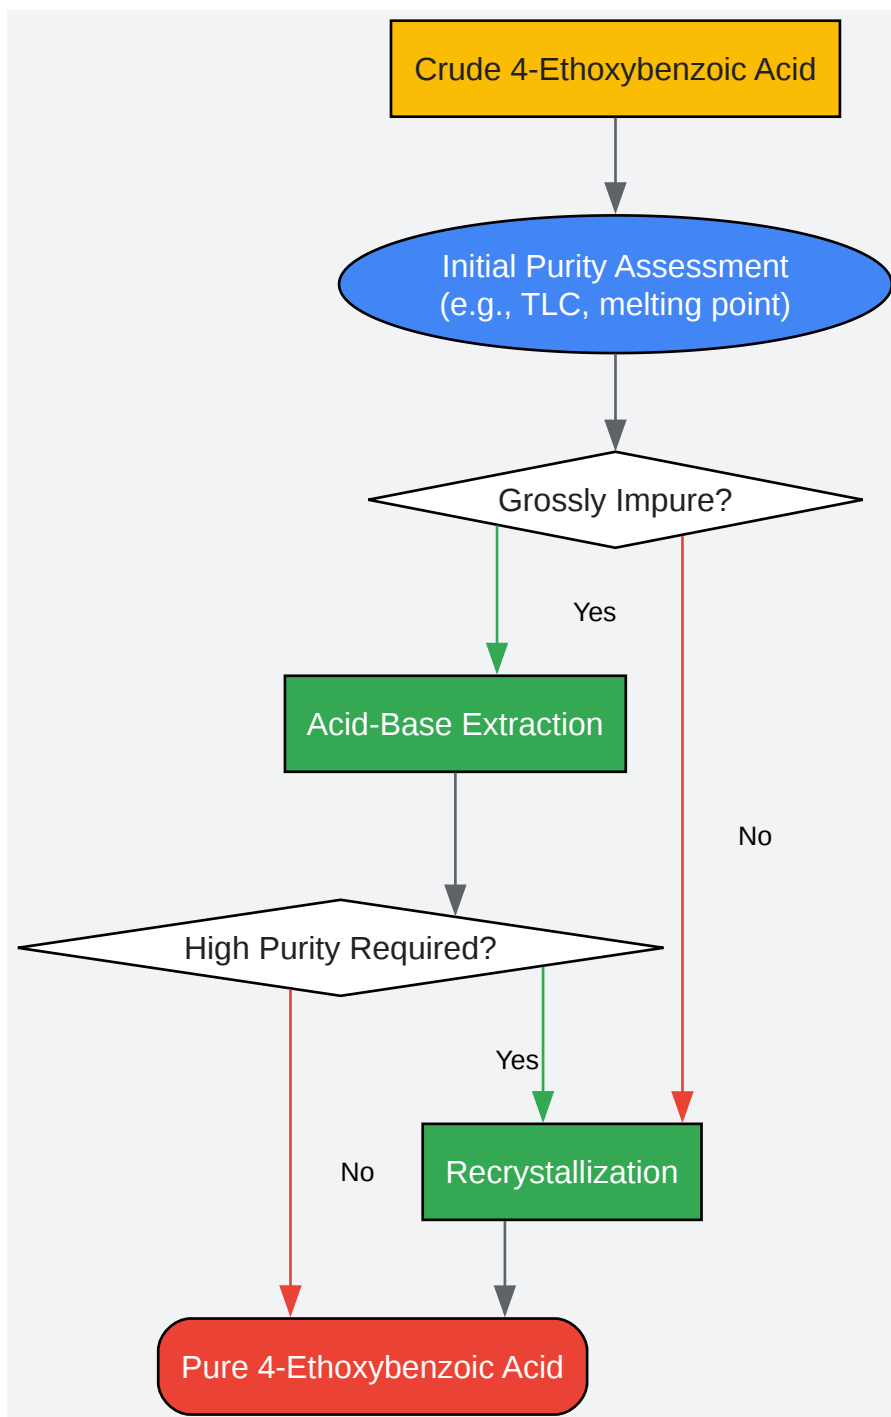 Crude 4-Ethoxybenzoic Acid
Initial Purity Assessment
(e.g., TLC, melting point)
Grossly Impure?
Yes
Acid-Base Extraction
No
High Purity Required?
Yes
No
Recrystallization
Pure 4-Ethoxybenzoic Acid